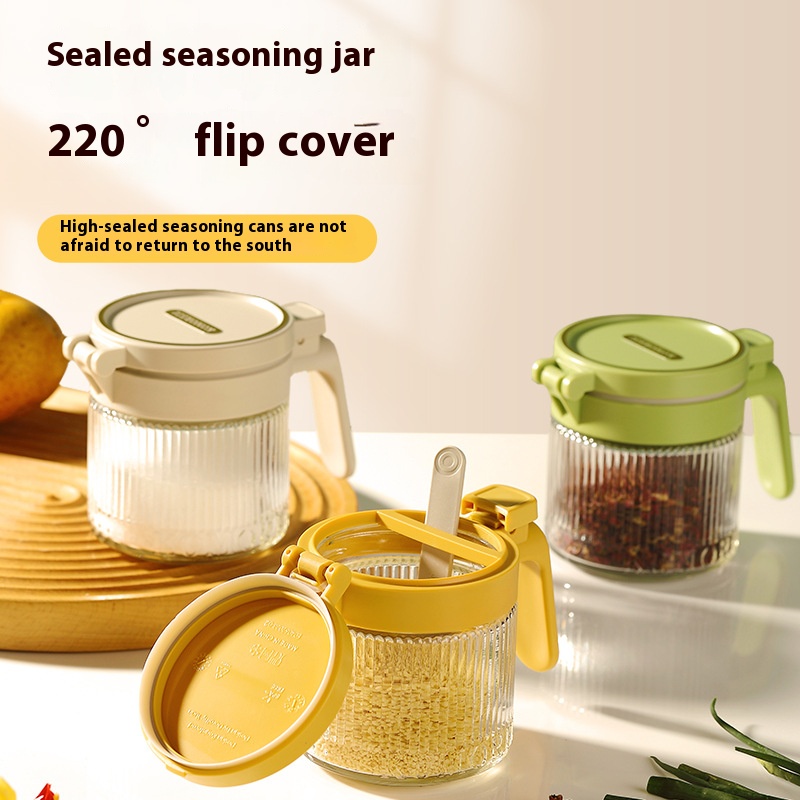 Sealed seasoning jar
220° flip cover
High-sealed seasoning cans are not
afraid to return to the south